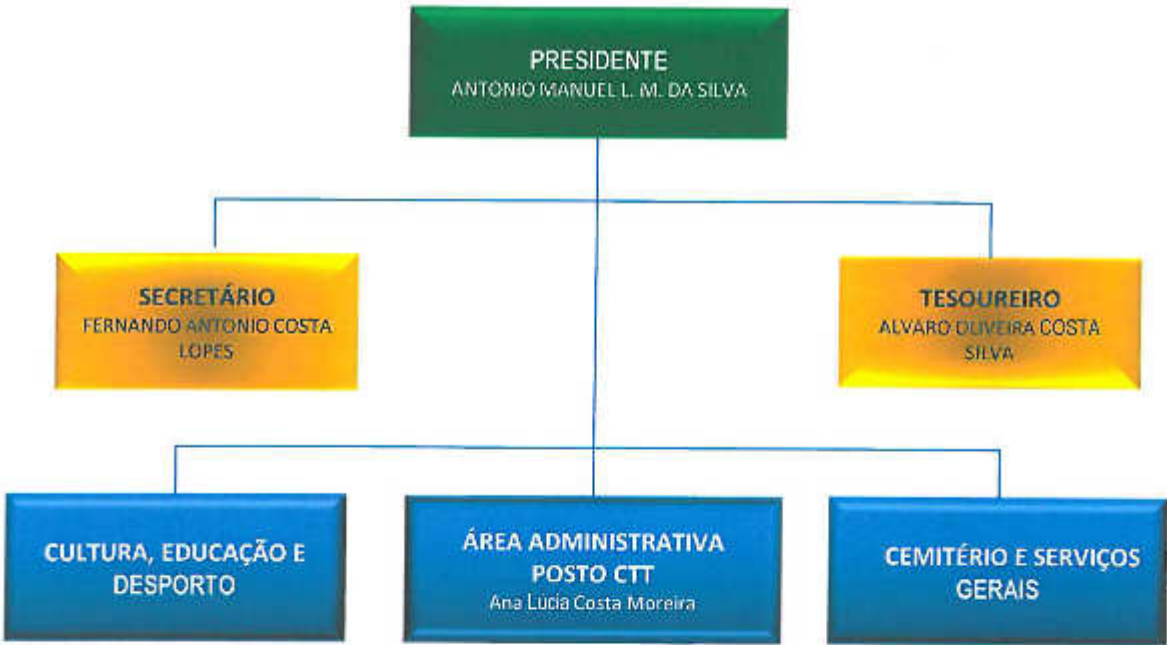 PRESIDENTE
ANTONIO MANUEL L. M. DA SILVA
SECRETÁRIO
FERNANDO ANTONIO COSTA
LOPES
TESOUREIRO
ALVARO OLIVEIRA COSTA
SILVA
CULTURA, EDUCAÇÃO E
DESPORTO
ÁREA ADMINISTRATIVA
POSTO CTT
Ana Lúcia Costa Moreira
CEMITÉRIO E SERVIÇOS
GERAIS